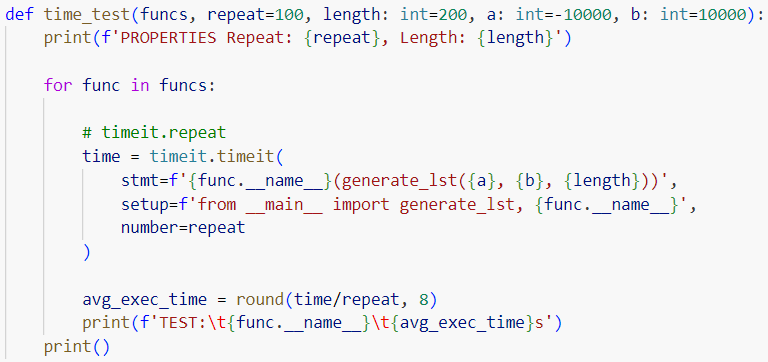 def time_test(funcs, repeat=100, length: int=200, a: int=-10000, b: int=10000):
    print(f'PROPERTIES Repeat: {repeat}, Length: {length}')

    for func in funcs:

        # timeit.repeat
        time = timeit.timeit(
            stmt=f'{func.__name__}(generate_lst({a}, {b}, {length}))',
            setup=f'from __main__ import generate_lst, {func.__name__}',
            number=repeat
        )

        avg_exec_time = round(time/repeat, 8)
        print(f'TEST:\t{func.__name__}\t{avg_exec_time}s')
    print()